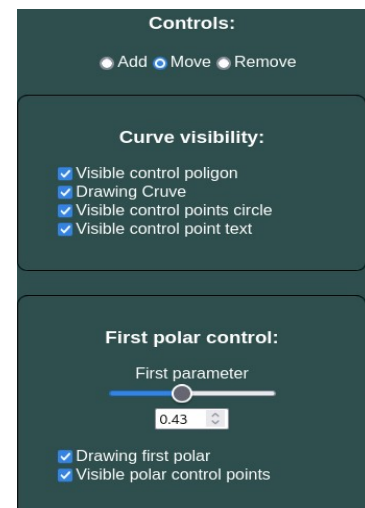 Controls:
Add Move Remove
Curve visibility:
Visible control poligon
Drawing Cruve
Visible control points circle
Visible control point text
First polar control:
First parameter
0.43
Drawing first polar
Visible polar control points